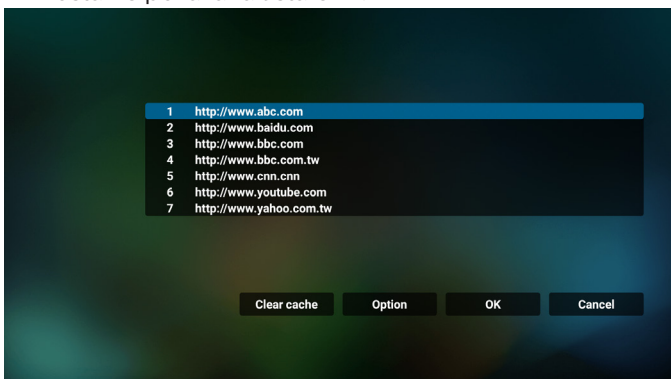 1 http://www.abc.com
2 http://www.baidu.com
3 http://www.bbc.com
4 http://www.bbc.com.tw
5 http://www.cnn.cnn
6 http://www.youtube.com
7 http://www.yahoo.com.tw
Clear cache Option OK Cancel